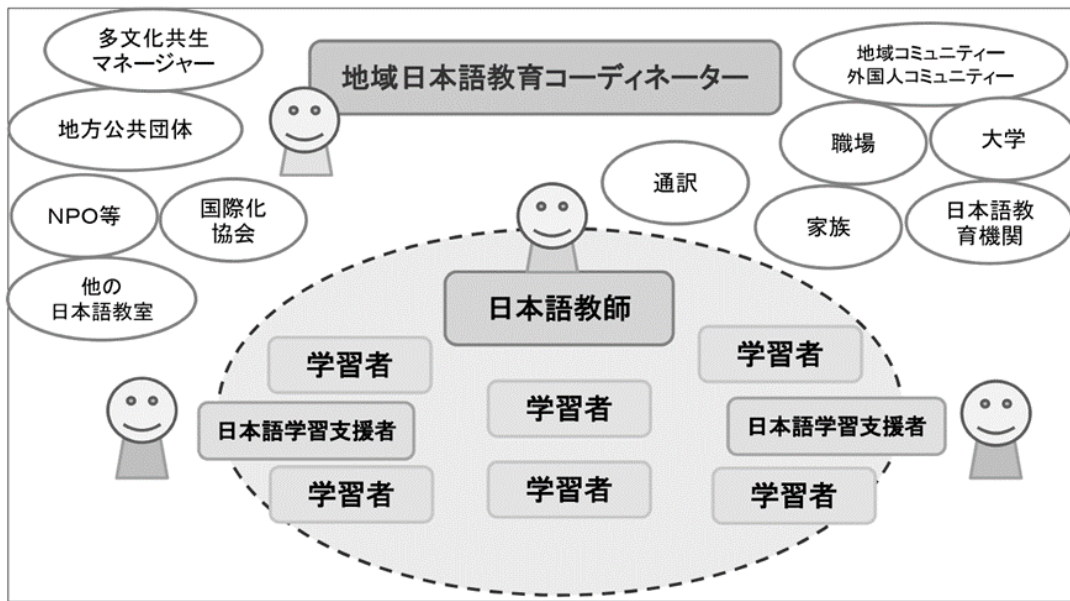 多文化共生
マネージャー
地域日本語教育コーディネーター
地域コミュニティー
外国人コミュニティー
地方公共団体
職場
大学
通訳
NPO等
国際化
協会
家族
日本語教
育機関
他の
日本語教室
日本語教師
学習者
学習者
学習者
日本語学習支援者
日本語学習支援者
学習者
学習者
学習者